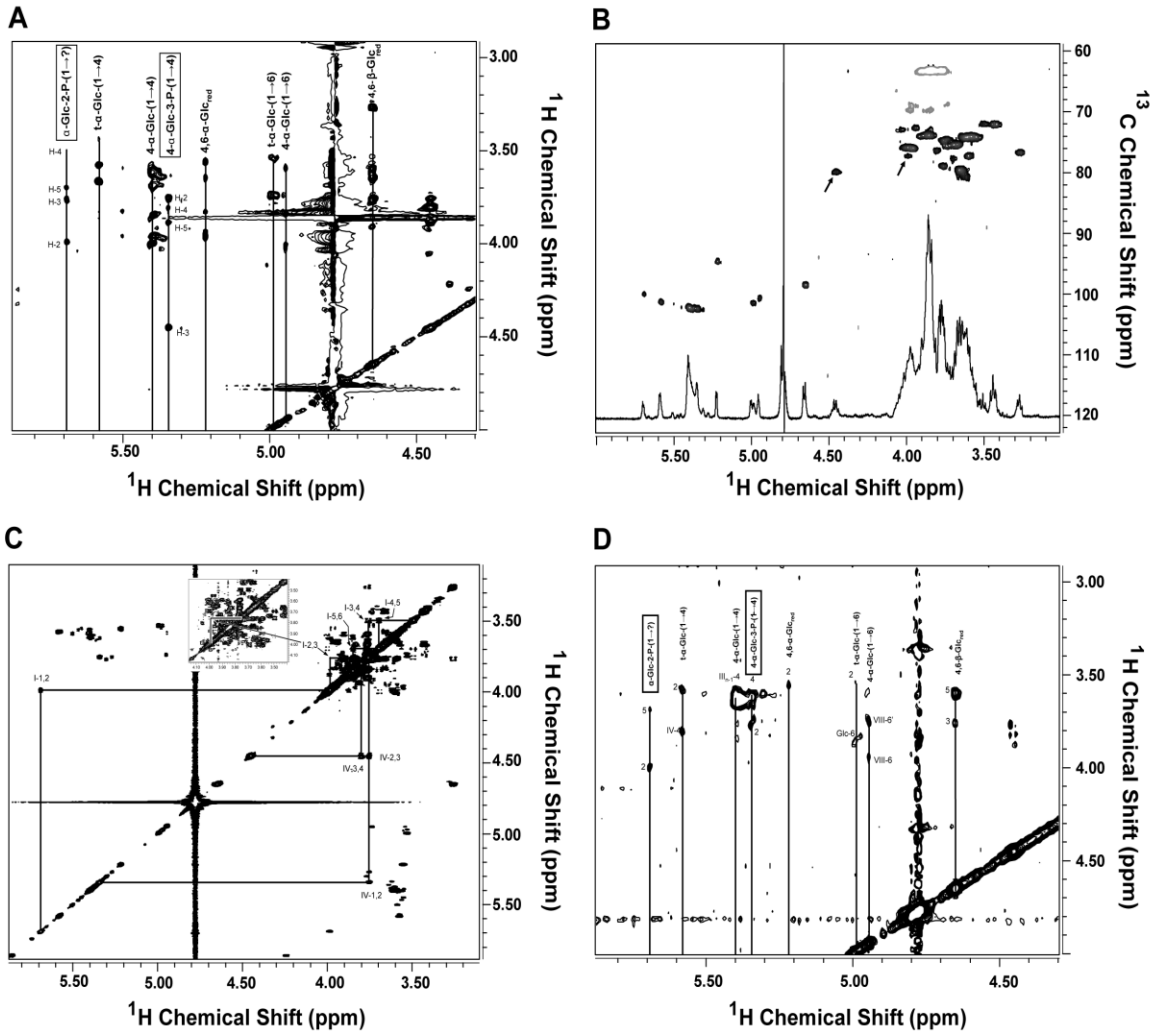 A
α-Glc-2-P-(1→?)
t-α-Glc-(1→4)
4-α-Glc-(1→4)
4-α-Glc-3-P-(1→4)
4,6-α-Glcred
t-α-Glc-(1→6)
4-α-Glc-(1→6)
4,6-β-Glcred
H-4
H-5
H-3
H-2
H-2
H-4
H-5
H-3
3.00
3.50
4.00
4.50
1H Chemical Shift (ppm)
5.50
5.00
4.50
1H Chemical Shift (ppm)
B
60
70
80
90
100
110
120
13C Chemical Shift (ppm)
5.50
5.00
4.50
4.00
3.50
1H Chemical Shift (ppm)
C
I-3,4
I-4,5
I-5,6
I-2,3
I-1,2
IV-3,4
IV-2,3
IV-1,2
3.50
4.00
4.50
5.00
5.50
1H Chemical Shift (ppm)
5.50
5.00
4.50
4.00
3.50
1H Chemical Shift (ppm)
D
α-Glc-2-P-(1→?)
t-α-Glc-(1→4)
4-α-Glc-(1→4)
4-α-Glc-3-P-(1→4)
4,6-α-Glcred
t-α-Glc-(1→6)
4-α-Glc-(1→6)
4,6-β-Glcred
5
2
2
IV-4
IIIn-1-4
4
2
2
2
Glc-6
VIII-6'
VIII-6
5
3
3.00
3.50
4.00
4.50
1H Chemical Shift (ppm)
5.50
5.00
4.50
1H Chemical Shift (ppm)